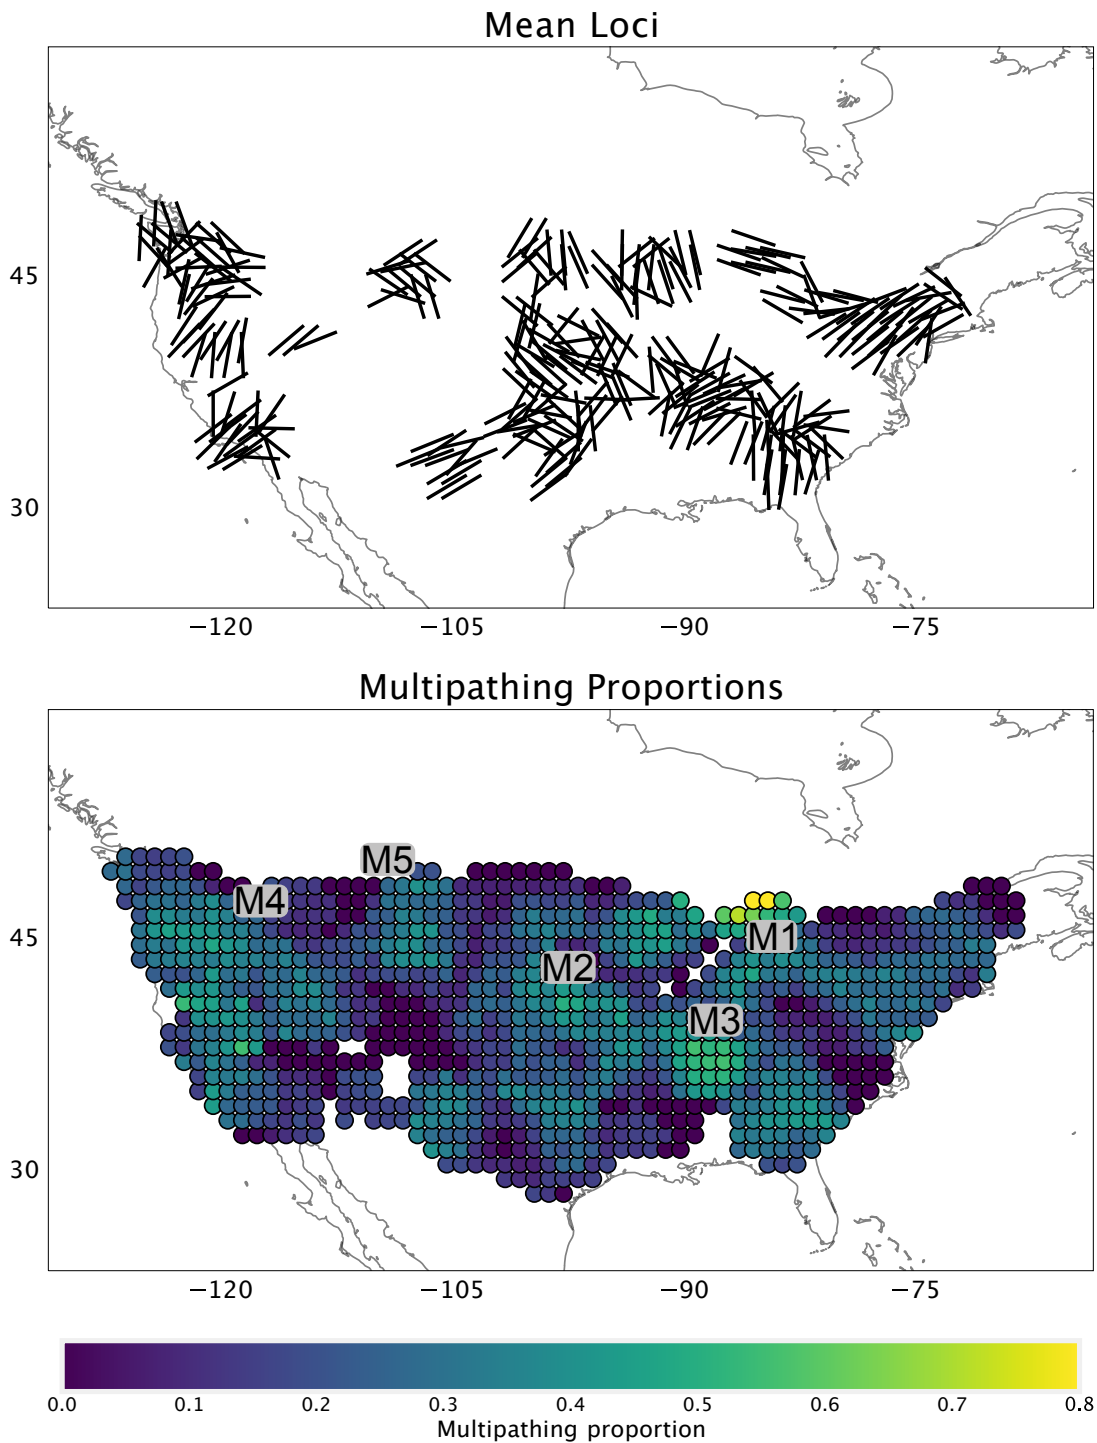 Mean Loci
45
30
−120 −105 −90 −75
Multipathing Proportions
M5
M4
45
M1
M2
M3
30
−120 −105 −90 −75
0.0 0.1 0.2 0.3 0.4 0.5 0.6 0.7 0.8
Multipathing proportion